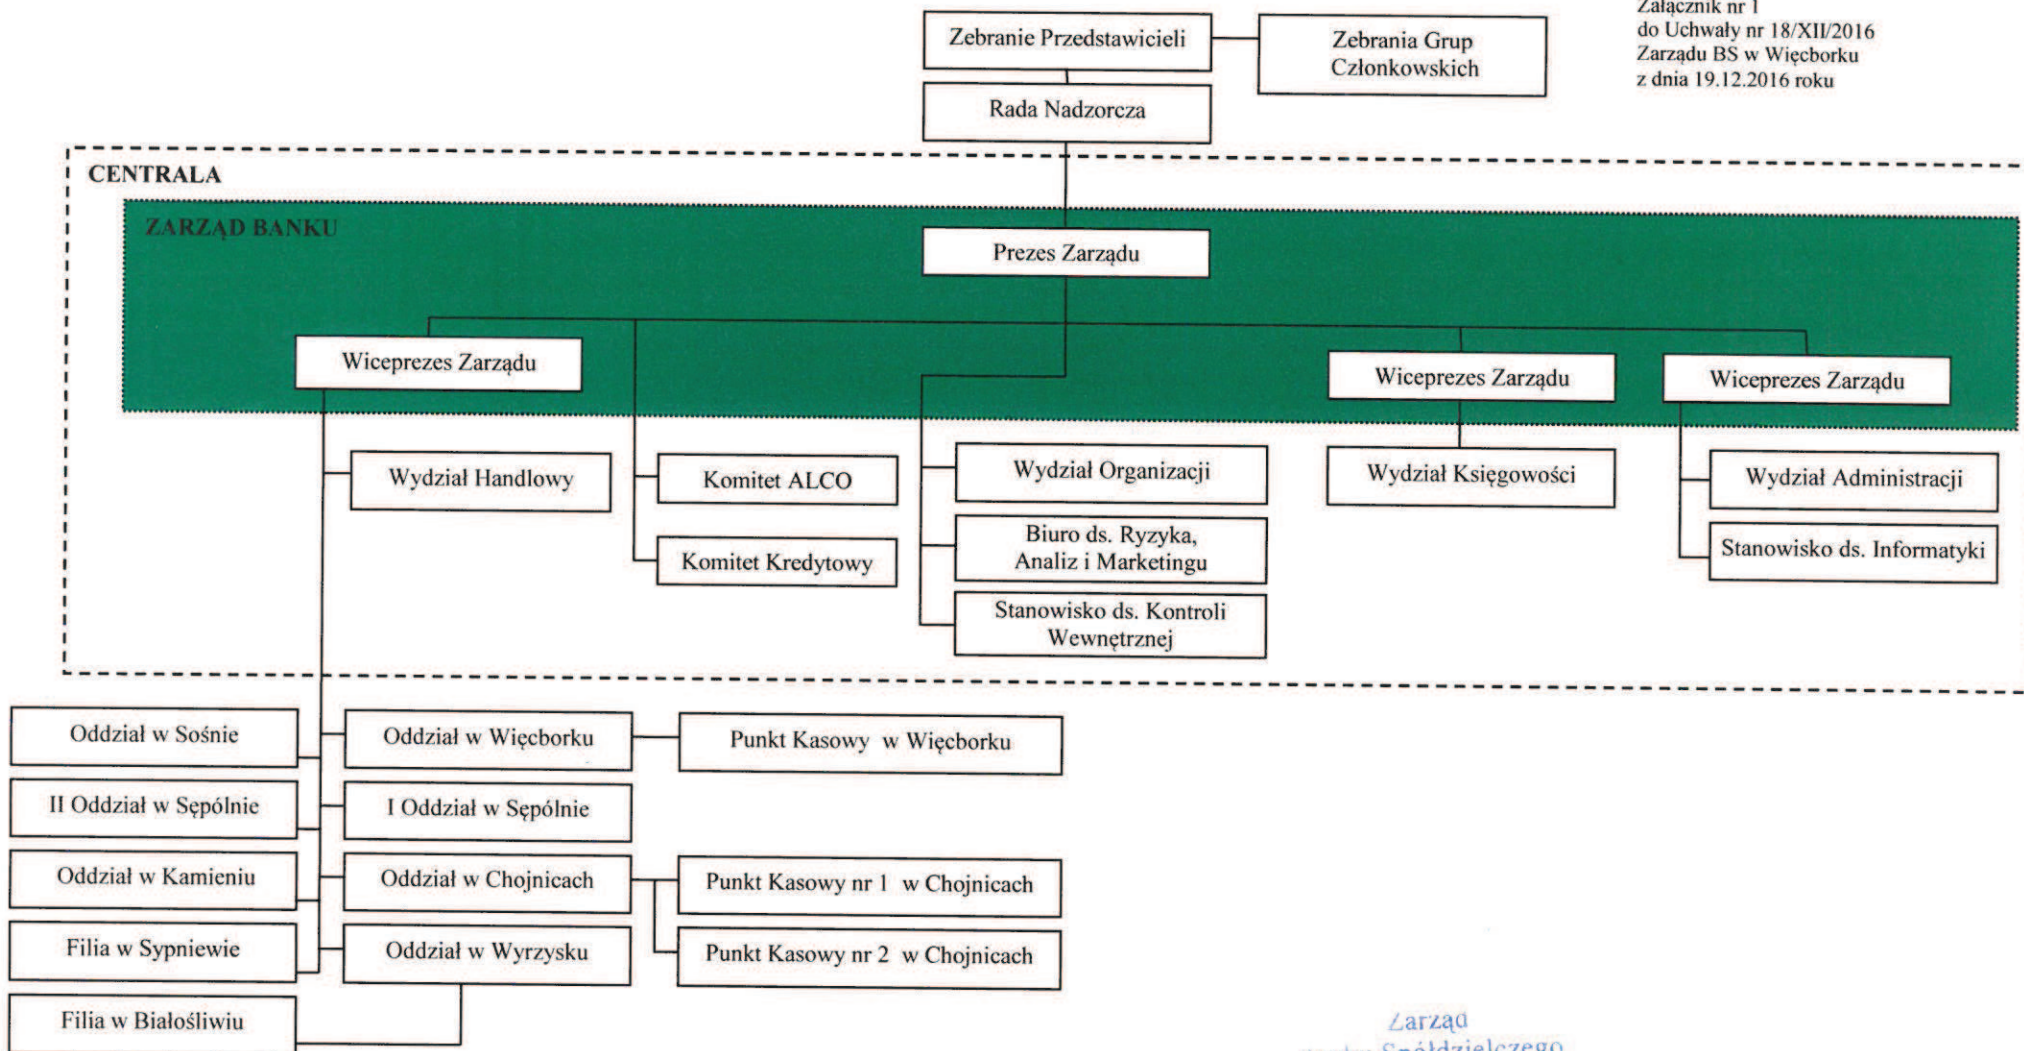 Załącznik nr 1
do Uchwały nr 18/XII/2016
Zarządu BS w Więcborku
z dnia 19.12.2016 roku
Zebranie Przedstawicieli
Zebrania Grup
Członkowskich
Rada Nadzorcza
CENTRALA
ZARZĄD BANKU
Prezes Zarządu
Wiceprezes Zarządu
Wiceprezes Zarządu
Wiceprezes Zarządu
Wydział Handlowy
Komitet ALCO
Komitet Kredytowy
Wydział Organizacji
Biuro ds. Ryzyka,
Analiz i Marketingu
Stanowisko ds. Kontroli
Wewnętrznej
Wydział Księgowości
Wydział Administracji
Stanowisko ds. Informatyki
Oddział w Sośnie
Oddział w Więcborku
Punkt Kasowy w Więcborku
II Oddział w Sępólnie
I Oddział w Sępólnie
Oddział w Kamieniu
Oddział w Chojnicach
Punkt Kasowy nr 1 w Chojnicach
Filia w Sypniewie
Oddział w Wyrzysku
Punkt Kasowy nr 2 w Chojnicach
Filia w Białośliwiu
Zarząd
Spółdzielczego